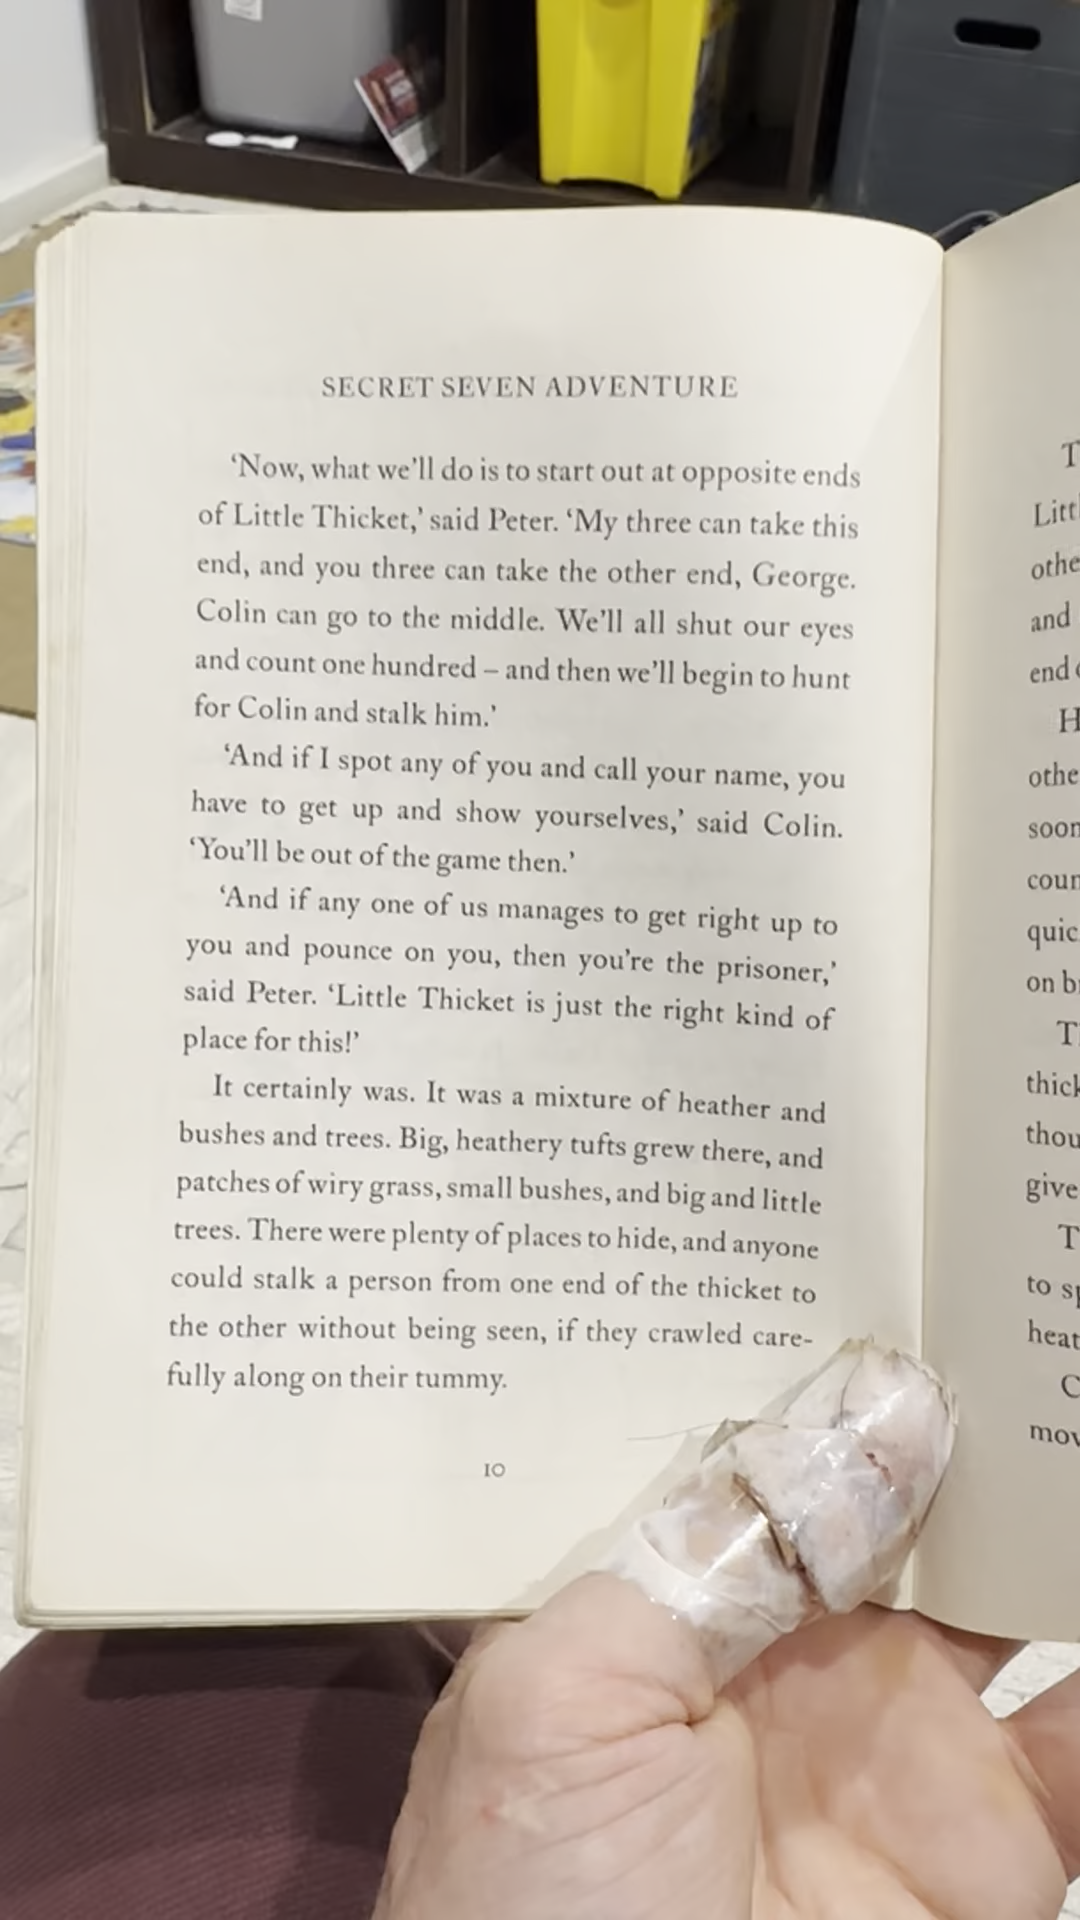 SECRET SEVEN ADVENTURE
‘Now, what we’ll do is to start out at opposite ends
of Little Thicket,’ said Peter. ‘My three can take this
end, and you three can take the other end, George.
Colin can go to the middle. We’ll all shut our eyes
and count one hundred – and then we’ll begin to hunt
for Colin and stalk him.’
‘And if I spot any of you and call your name, you
have to get up and show yourselves,’ said Colin.
‘You’ll be out of the game then.’
‘And if any one of us manages to get right up to
you and pounce on you, then you’re the prisoner,’
said Peter. ‘Little Thicket is just the right kind of
place for this!’
It certainly was. It was a mixture of heather and
bushes and trees. Big, heathery tufts grew there, and
patches of wiry grass, small bushes, and big and little
trees. There were plenty of places to hide, and anyone
could stalk a person from one end of the thicket to
the other without being seen, if they crawled care-
fully along on their tummy.
10
and
end
on
to